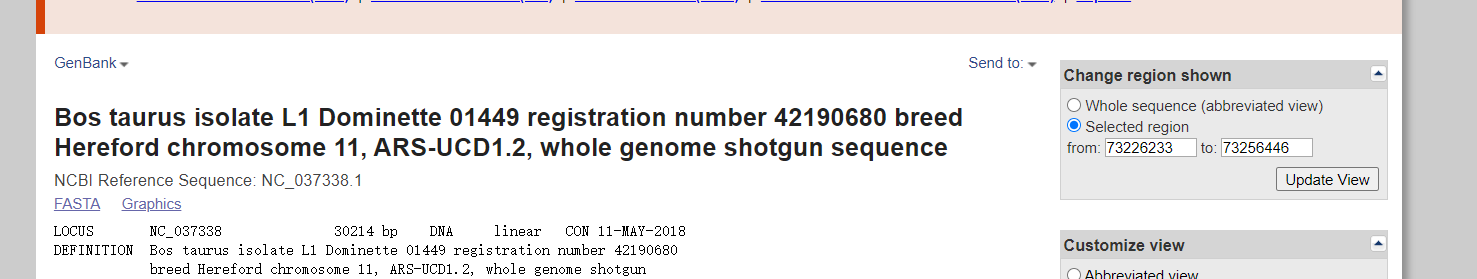 GenBank
Send to:
Bos taurus isolate L1 Dominette 01449 registration number 42190680 breed
Hereford chromosome 11, ARS-UCD1.2, whole genome shotgun sequence
NCBI Reference Sequence: NC_037338.1
FASTA Graphics
LOCUS NC_037338 30214 bp DNA linear CON 11-MAY-2018
DEFINITION Bos taurus isolate L1 Dominette 01449 registration number 42190680
breed Hereford chromosome 11, ARS-UCD1.2, whole genome shotgun
Change region shown
Whole sequence (abbreviated view)
Selected region
from: 73226233 to: 73256446
Update View
Customize view
Abbreviated view